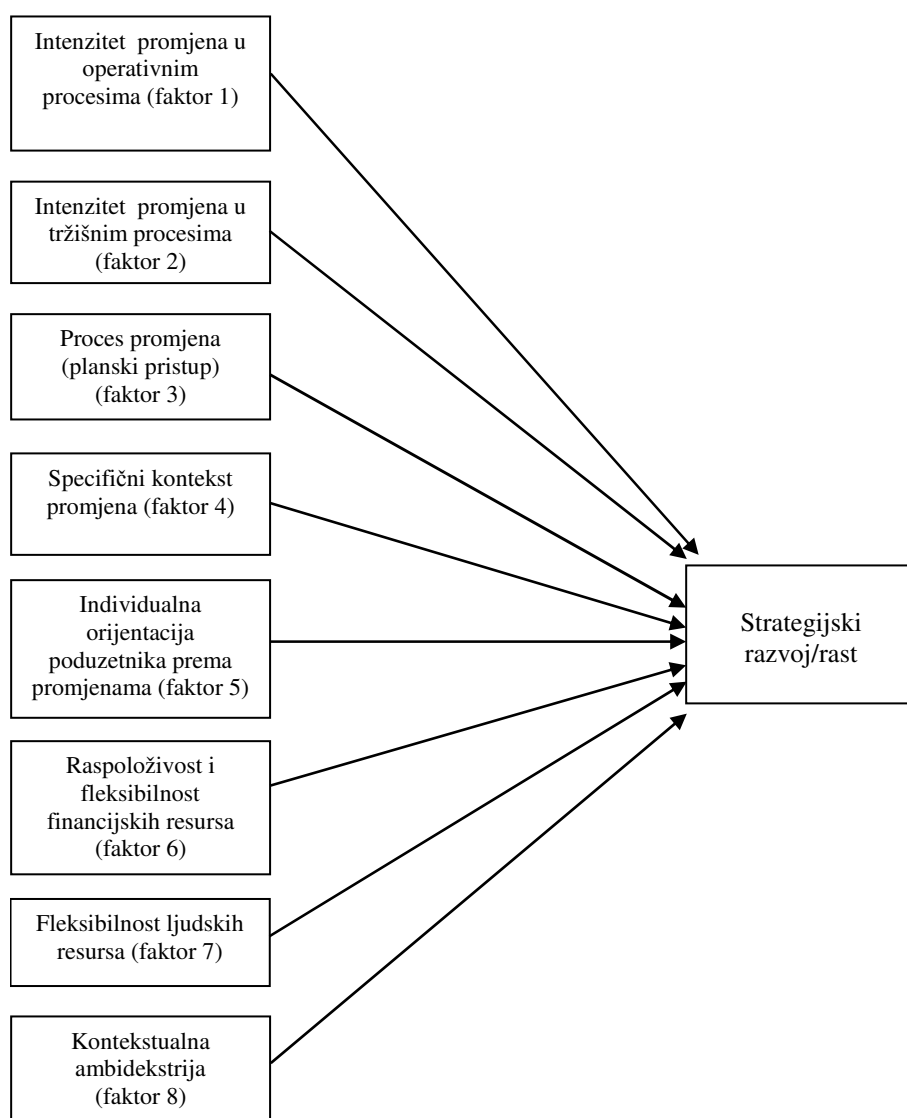 Intenzitet  promjena u
operativnim
procesima (faktor 1)
Intenzitet  promjena u
tržišnim procesima
(faktor 2)
Proces promjena
(planski pristup)
(faktor 3)
Specifični kontekst
promjena (faktor 4)
Individualna
orijentacija
poduzetnika prema
promjenama (faktor 5)
Raspoloživost i
fleksibilnost
financijskih resursa
(faktor 6)
Fleksibilnost ljudskih
resursa (faktor 7)
Kontekstualna
ambidekstrija
(faktor 8)
Strategijski
razvoj/rast